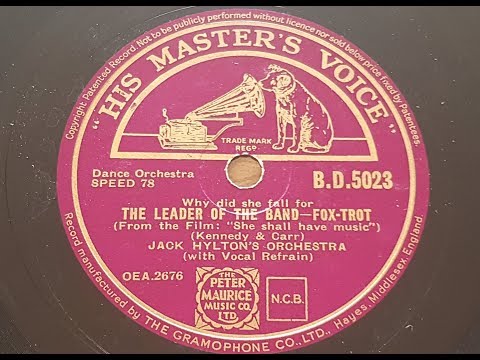 Copyright. Patented Record. Not to be publicly performed without licence nor sold below price fixed by Patentees.
"HIS MASTER'S VOICE"
TRADE MARK
REGD
Dance Orchestra
SPEED 78
B.D.5023
Why did she fall for
THE LEADER OF THE BAND—FOX-TROT
(From the Film: "She shall have music")
(Kennedy & Carr)
JACK HYLTON'S ORCHESTRA
(with Vocal Refrain)
OEA.2676
THE
PETER
MAURICE
MUSIC CO.
LTD
N.C.B.
Record manufactured by THE GRAMOPHONE CO., LTD., Hayes, Middlesex, England.